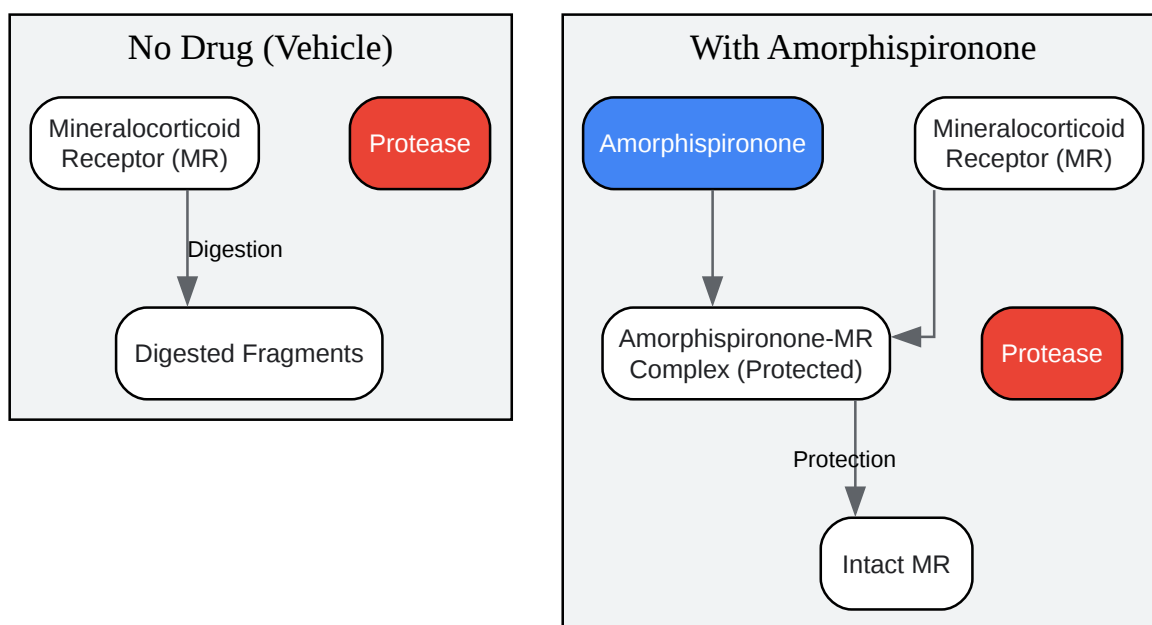 No Drug (Vehicle)
Mineralocorticoid
Receptor (MR)
Protease
Digestion
Digested Fragments
With Amorphispironone
Amorphispironone
Mineralocorticoid
Receptor (MR)
Amorphispironone-MR
Complex (Protected)
Protease
Protection
Intact MR